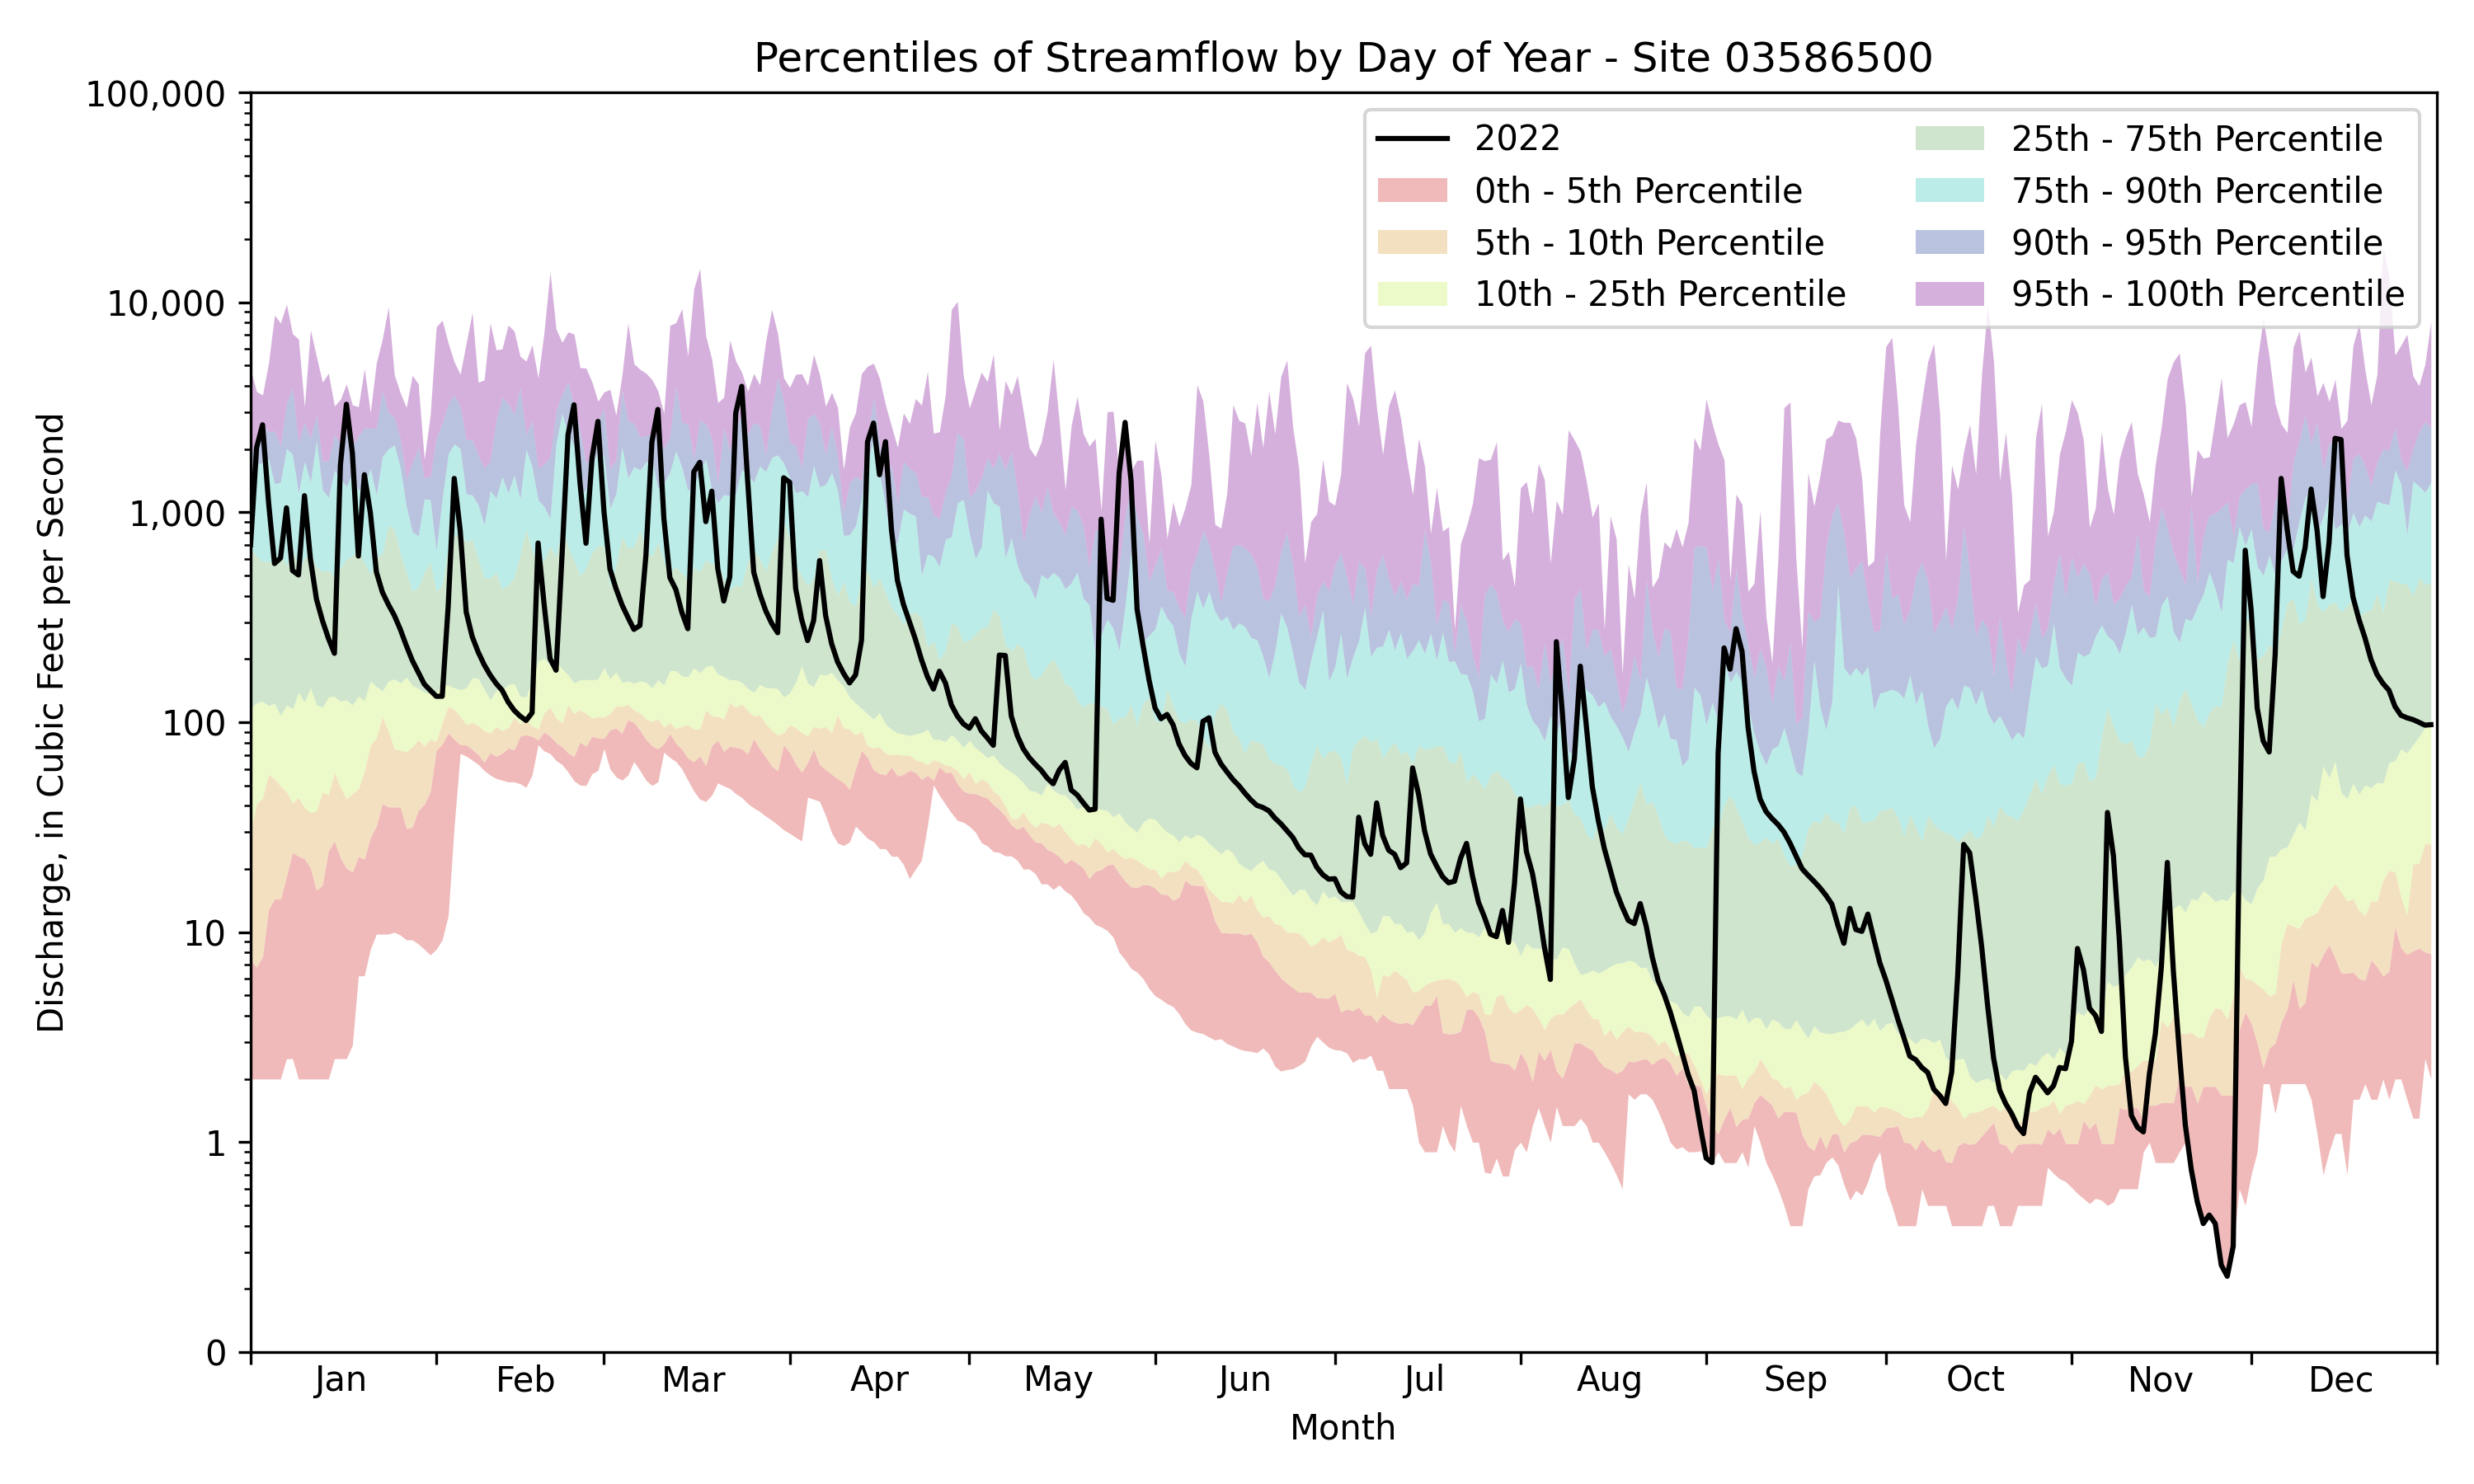 Percentiles of Streamflow by Day of Year - Site 03586500
100,000
10,000
1,000
100
10
1
0
Discharge, in Cubic Feet per Second
2022
0th - 5th Percentile
5th - 10th Percentile
10th - 25th Percentile
25th - 75th Percentile
75th - 90th Percentile
90th - 95th Percentile
95th - 100th Percentile
Jan Feb Mar Apr May Jun Jul Aug Sep Oct Nov Dec
Month